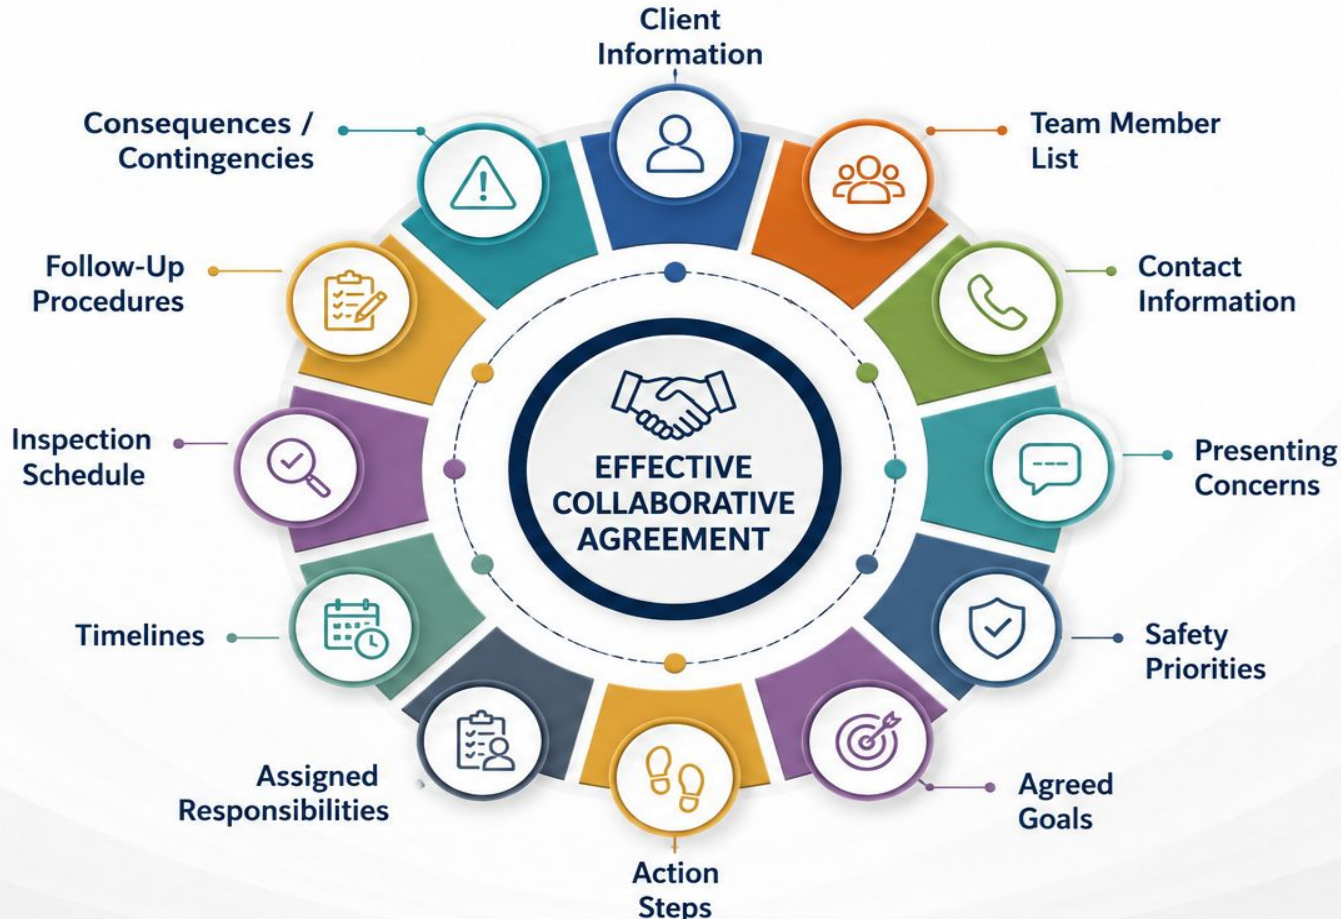 Client
Information
Team Member
List
Contact
Information
Presenting
Concerns
Safety
Priorities
Agreed
Goals
Action
Steps
Assigned
Responsibilities
Timelines
Inspection
Schedule
Follow-Up
Procedures
Consequences /
Contingencies
EFFECTIVE
COLLABORATIVE
AGREEMENT